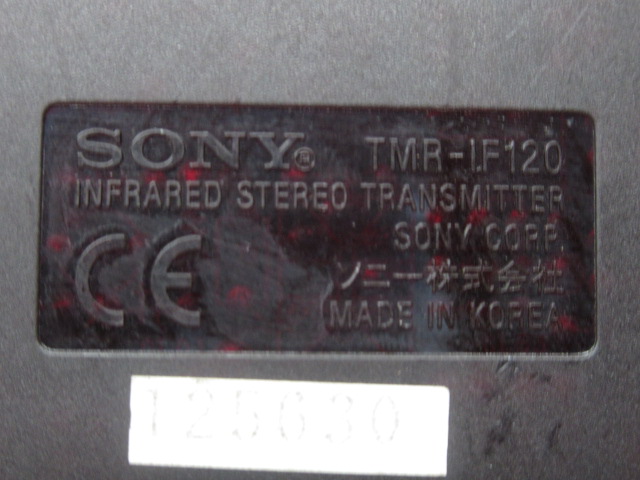 SONY® TMR-IF120
INFRARED STEREO TRANSMITTER
SONY CORP.
ソニー株式会社
CE
MADE IN KOREA
125630